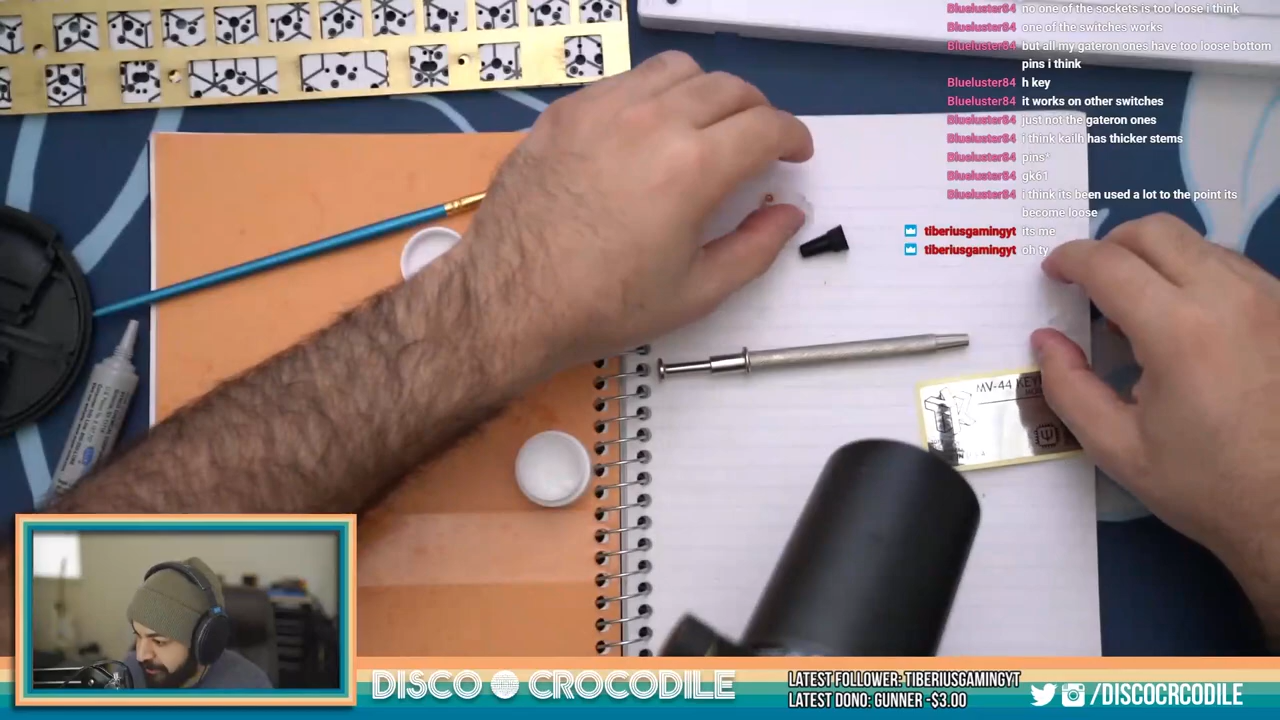 Blueluster84 no one of the sockets is too loose i think
Blueluster84 one of the switches works
Blueluster84 but all my gateron ones have too loose bottom
pins i think
Blueluster84 h key
Blueluster84 it works on other switches
Blueluster84 just not the gateron ones
Blueluster84 i think kailh has thicker stems
Blueluster84 pins*
Blueluster84 gk61
Blueluster84 i think its been used a lot to the point its
become loose
tiberiusgamingyt its me
tiberiusgamingyt oh ty
MV-44
DISCO CROCODILE
LATEST FOLLOWER: TIBERIUSGAMINGYT
LATEST DONO: GUNNER -$3.00
/DISCOCRCODILE